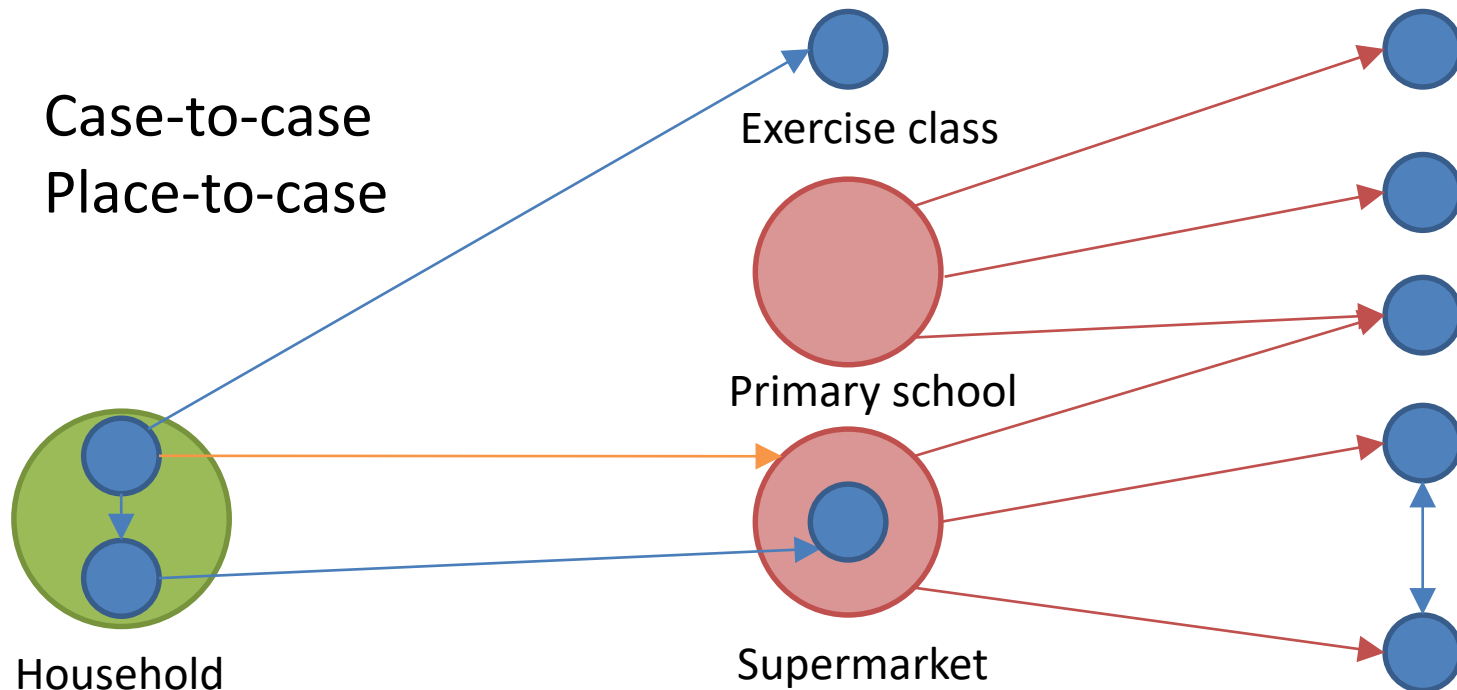 Case-to-case
Place-to-case
Exercise class
Primary school
Household
Supermarket